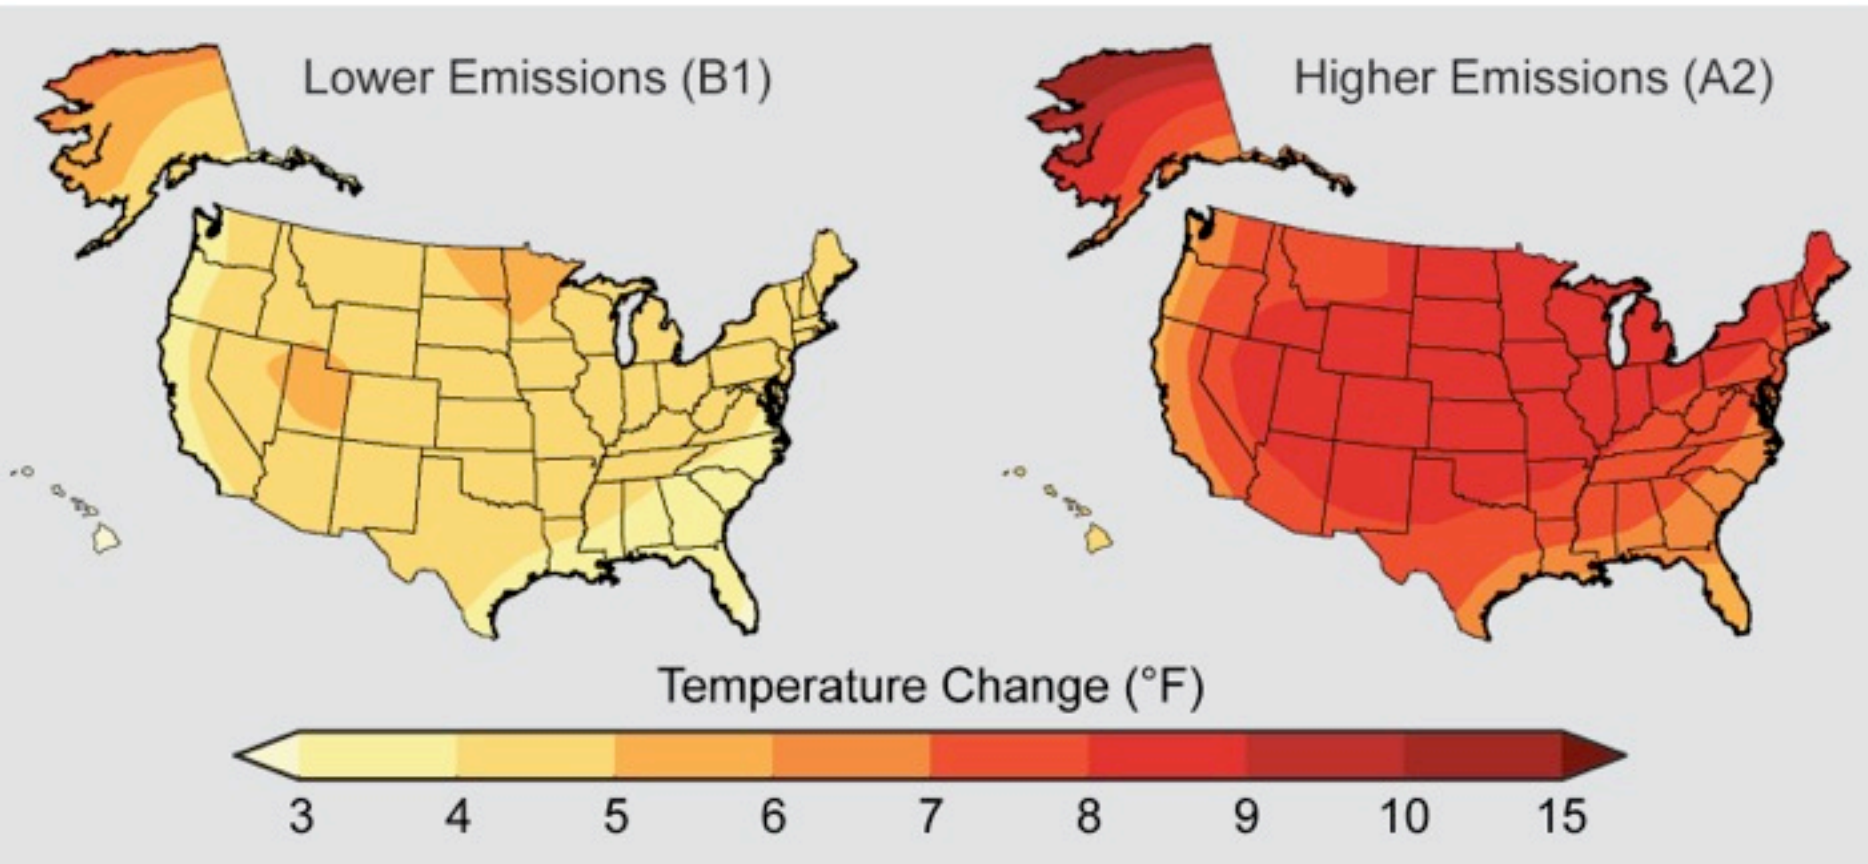 Lower Emissions (B1)
Higher Emissions (A2)
Temperature Change (°F)
3 4 5 6 7 8 9 10 15